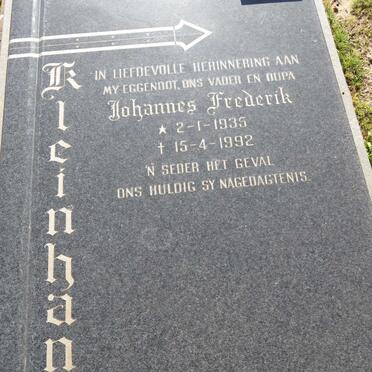 Kleinhan
IN LIEFDEVOLLE HERINNERING AAN
MY EGGENOOT, ONS VADER EN OUPA
Johannes Frederik
★ 2-1-1935
† 15-4-1992
'N SEDER HET GEVAL
ONS HULDIG SY NAGEDAGTENIS.